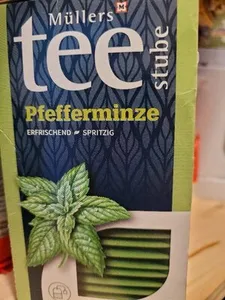 Müllers
tee
stube
Pfefferminze
ERFRISCHEND SPRITZIG